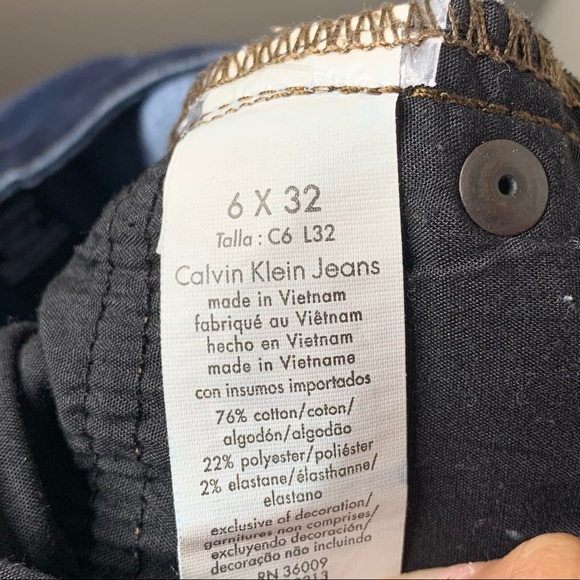 6 X 32
Talla : C6 L32
Calvin Klein Jeans
made in Vietnam
fabriqué au Viêtnam
hecho en Vietnam
made in Vietname
con insumos importados
76% cotton/coton/
algodón/algodão
22% polyester/poliéster
2% elastane/élasthanne/
elastano
exclusive of decoration/
garnitures non comprises/
excluyendo decoración/
decoração não incluindo
RN 36009